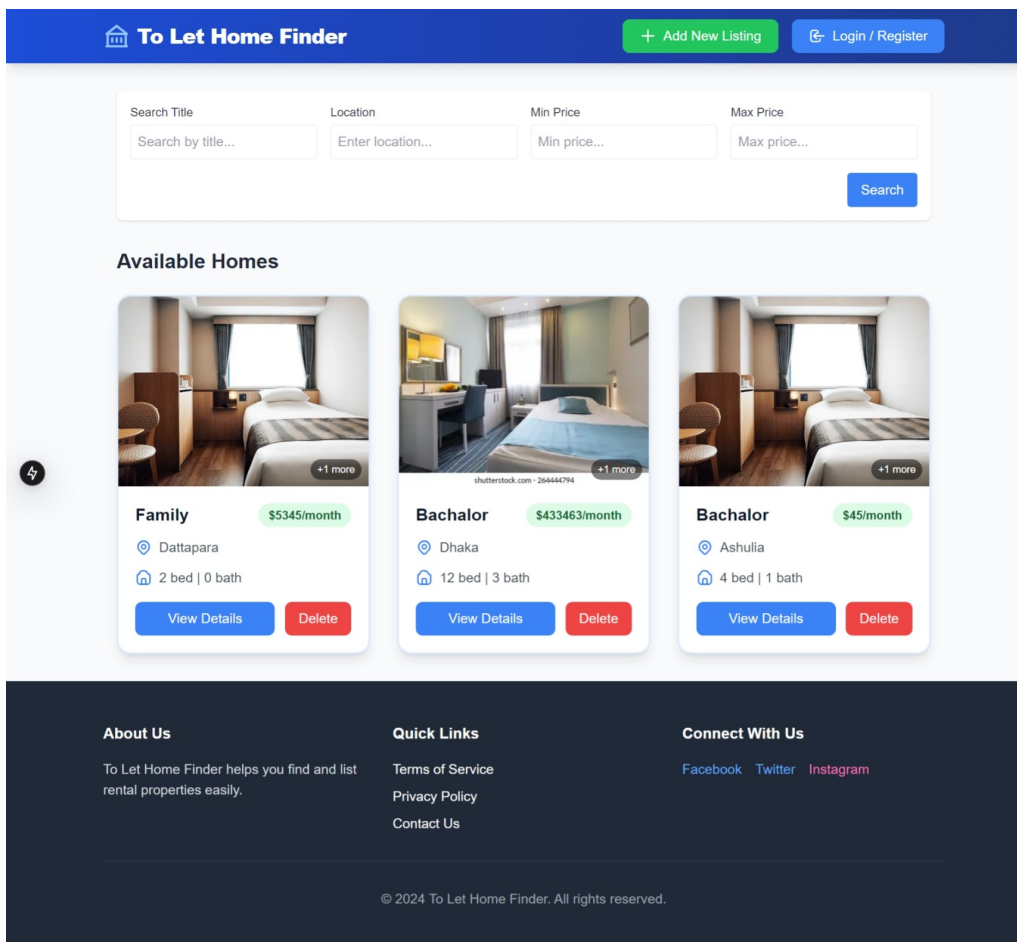 To Let Home Finder
+ Add New Listing
Login / Register
Search Title
Location
Min Price
Max Price
Search by title...
Enter location...
Min price...
Max price...
Search
Available Homes
+1 more
+1 more
shutterstock.com · 264444794
+1 more
Family
$5345/month
Dattapara
2 bed | 0 bath
View Details
Delete
Bachalor
$433463/month
Dhaka
12 bed | 3 bath
View Details
Delete
Bachalor
$45/month
Ashulia
4 bed | 1 bath
View Details
Delete
About Us
To Let Home Finder helps you find and list
rental properties easily.
Quick Links
Terms of Service
Privacy Policy
Contact Us
Connect With Us
Facebook
Twitter
Instagram
© 2024 To Let Home Finder. All rights reserved.